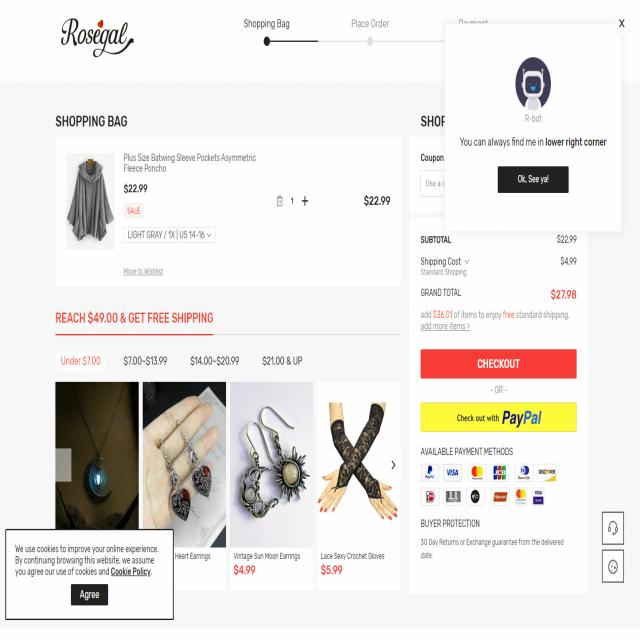 Rosegal
Shopping Bag
Place Order
Payment
X
R-bot
You can always find me in lower right corner
Ok, See ya!
SHOPPING BAG
SHOP
Plus Size Batwing Sleeve Pockets Asymmetric
Fleece Poncho
$22.99
SALE
LIGHT GRAY / 1X | US 14-16
Move to Wishlist
1 +
$22.99
Coupon
Use a c
SUBTOTAL
$22.99
Shipping Cost
$4.99
Standard Shipping
GRAND TOTAL
$27.98
add $36.01 of items to enjoy free standard shipping,
add more items >
CHECKOUT
- OR -
Check out with PayPal
AVAILABLE PAYMENT METHODS
PayPal
VISA
DISCOVER
VISA
BUYER PROTECTION
30 Day Returns or Exchange guarantee from the delivered
date.
REACH $49.00 & GET FREE SHIPPING
Under $7.00
$7.00~$13.99
$14.00~$20.99
$21.00 & UP
Heart Earrings
Vintage Sun Moon Earrings
$4.99
Lace Sexy Crochet Gloves
$5.99
We use cookies to improve your online experience.
By continuing browsing this website, we assume
you agree our use of cookies and Cookie Policy.
Agree